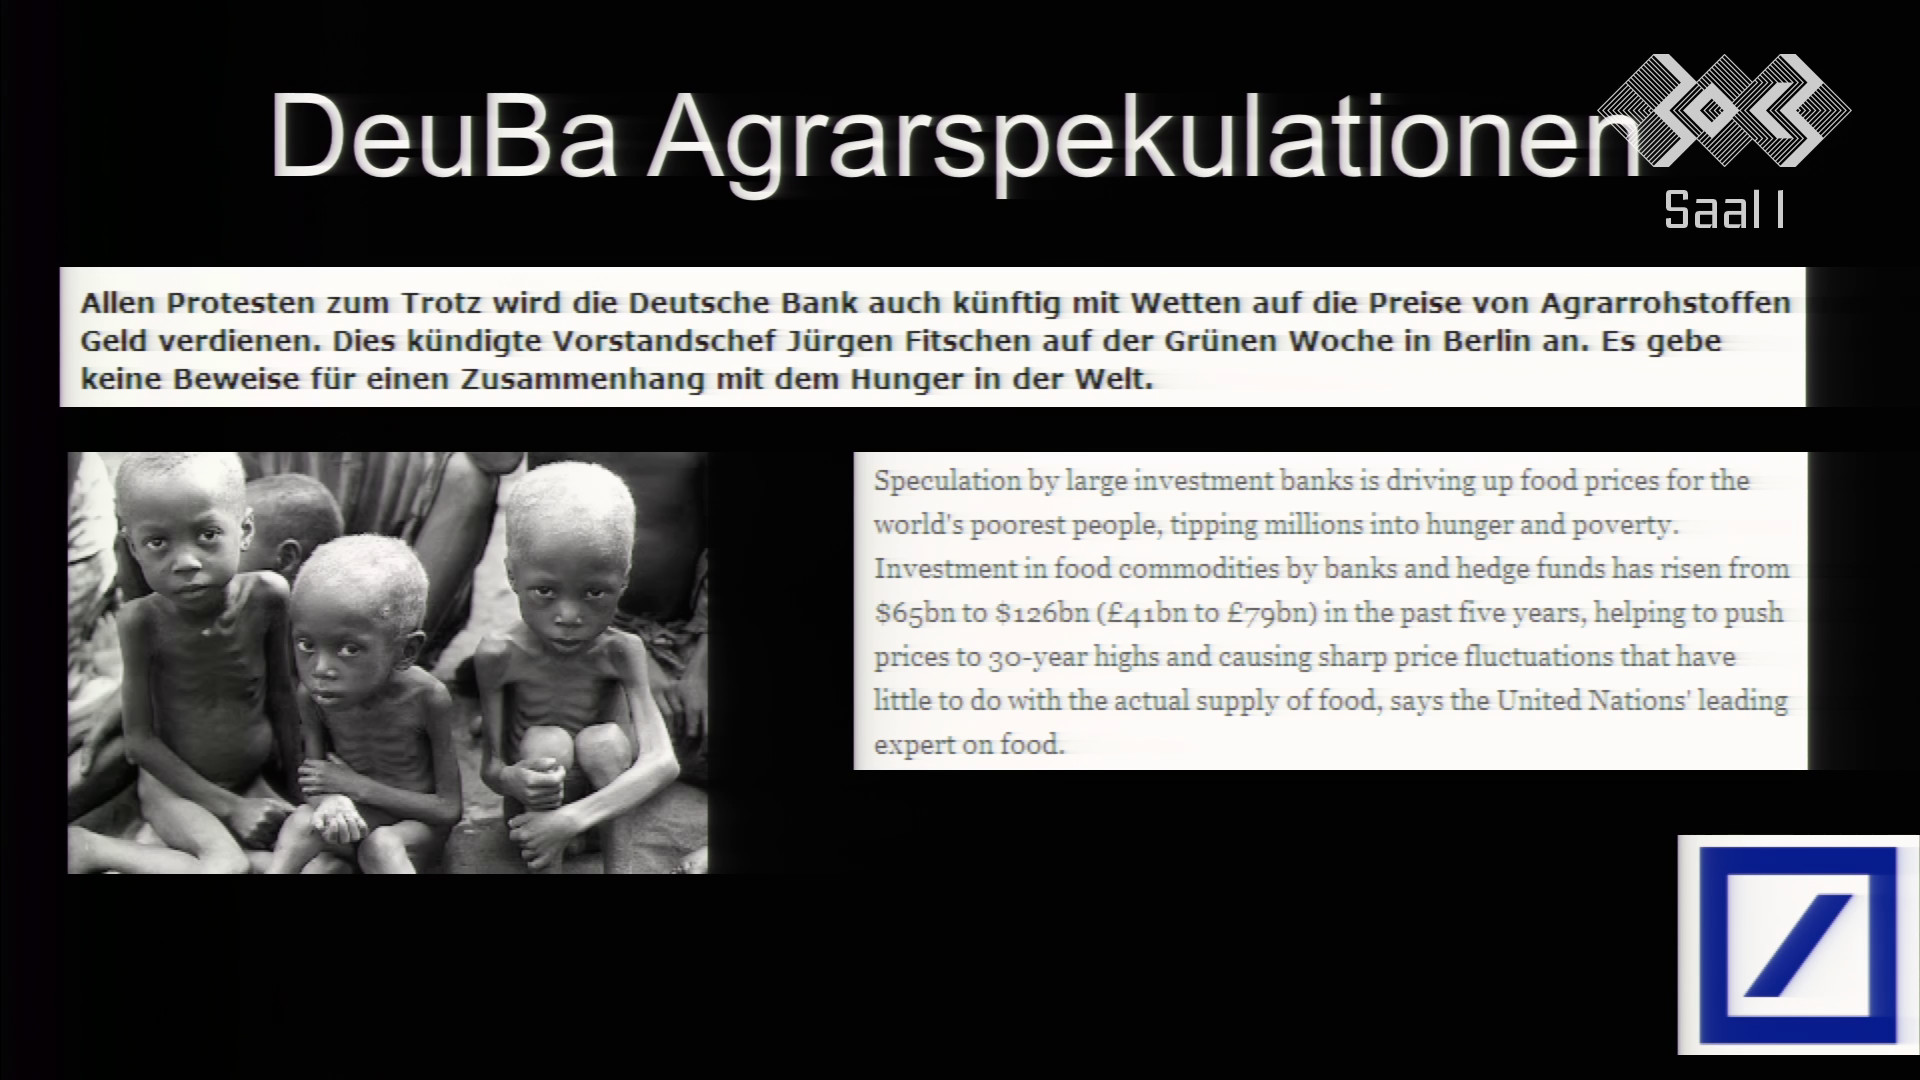 DeuBa Agrarspekulationen
Saal 1
Allen Protesten zum Trotz wird die Deutsche Bank auch künftig mit Wetten auf die Preise von Agrarrohstoffen
Geld verdienen. Dies kündigte Vorstandschef Jürgen Fitschen auf der Grünen Woche in Berlin an. Es gebe
keine Beweise für einen Zusammenhang mit dem Hunger in der Welt.
Speculation by large investment banks is driving up food prices for the
world's poorest people, tipping millions into hunger and poverty.
Investment in food commodities by banks and hedge funds has risen from
$65bn to $126bn (£41bn to £79bn) in the past five years, helping to push
prices to 30-year highs and causing sharp price fluctuations that have
little to do with the actual supply of food, says the United Nations' leading
expert on food.